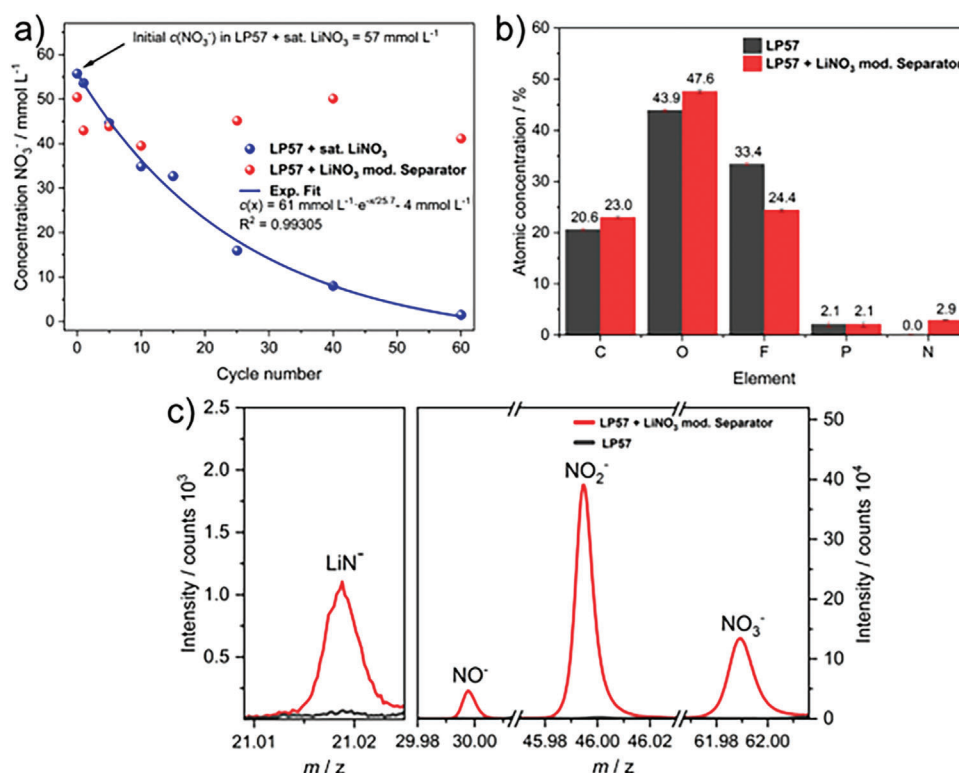 a)
Initial c(NO₃⁻) in LP57 + sat. LiNO₃ = 57 mmol L⁻¹
Concentration NO₃⁻ / mmol L⁻¹
60
50
40
30
20
10
0
LP57 + sat. LiNO₃
LP57 + LiNO₃ mod. Separator
Exp. Fit
c(x) = 61 mmol L⁻¹·e⁻ˣ/²⁵·⁷- 4 mmol L⁻¹
R² = 0.99305
0 10 20 30 40 50 60
Cycle number
b)
LP57
LP57 + LiNO₃ mod. Separator
Atomic concentration / %
60
50
40
30
20
10
0
20.6 23.0 43.9 47.6 33.4 24.4 2.1 2.1 0.0 2.9
C O F P N
Element
c)
Intensity / counts 10³
2.5
2.0
1.5
1.0
0.5
LiN⁻
LP57 + LiNO₃ mod. Separator
LP57
NO⁻
NO₂⁻
NO₃⁻
50
40
30
20
10
0
Intensity / counts 10⁴
21.01 21.02 29.98 30.00 45.98 46.00 46.02 61.98 62.00
m / z m / z